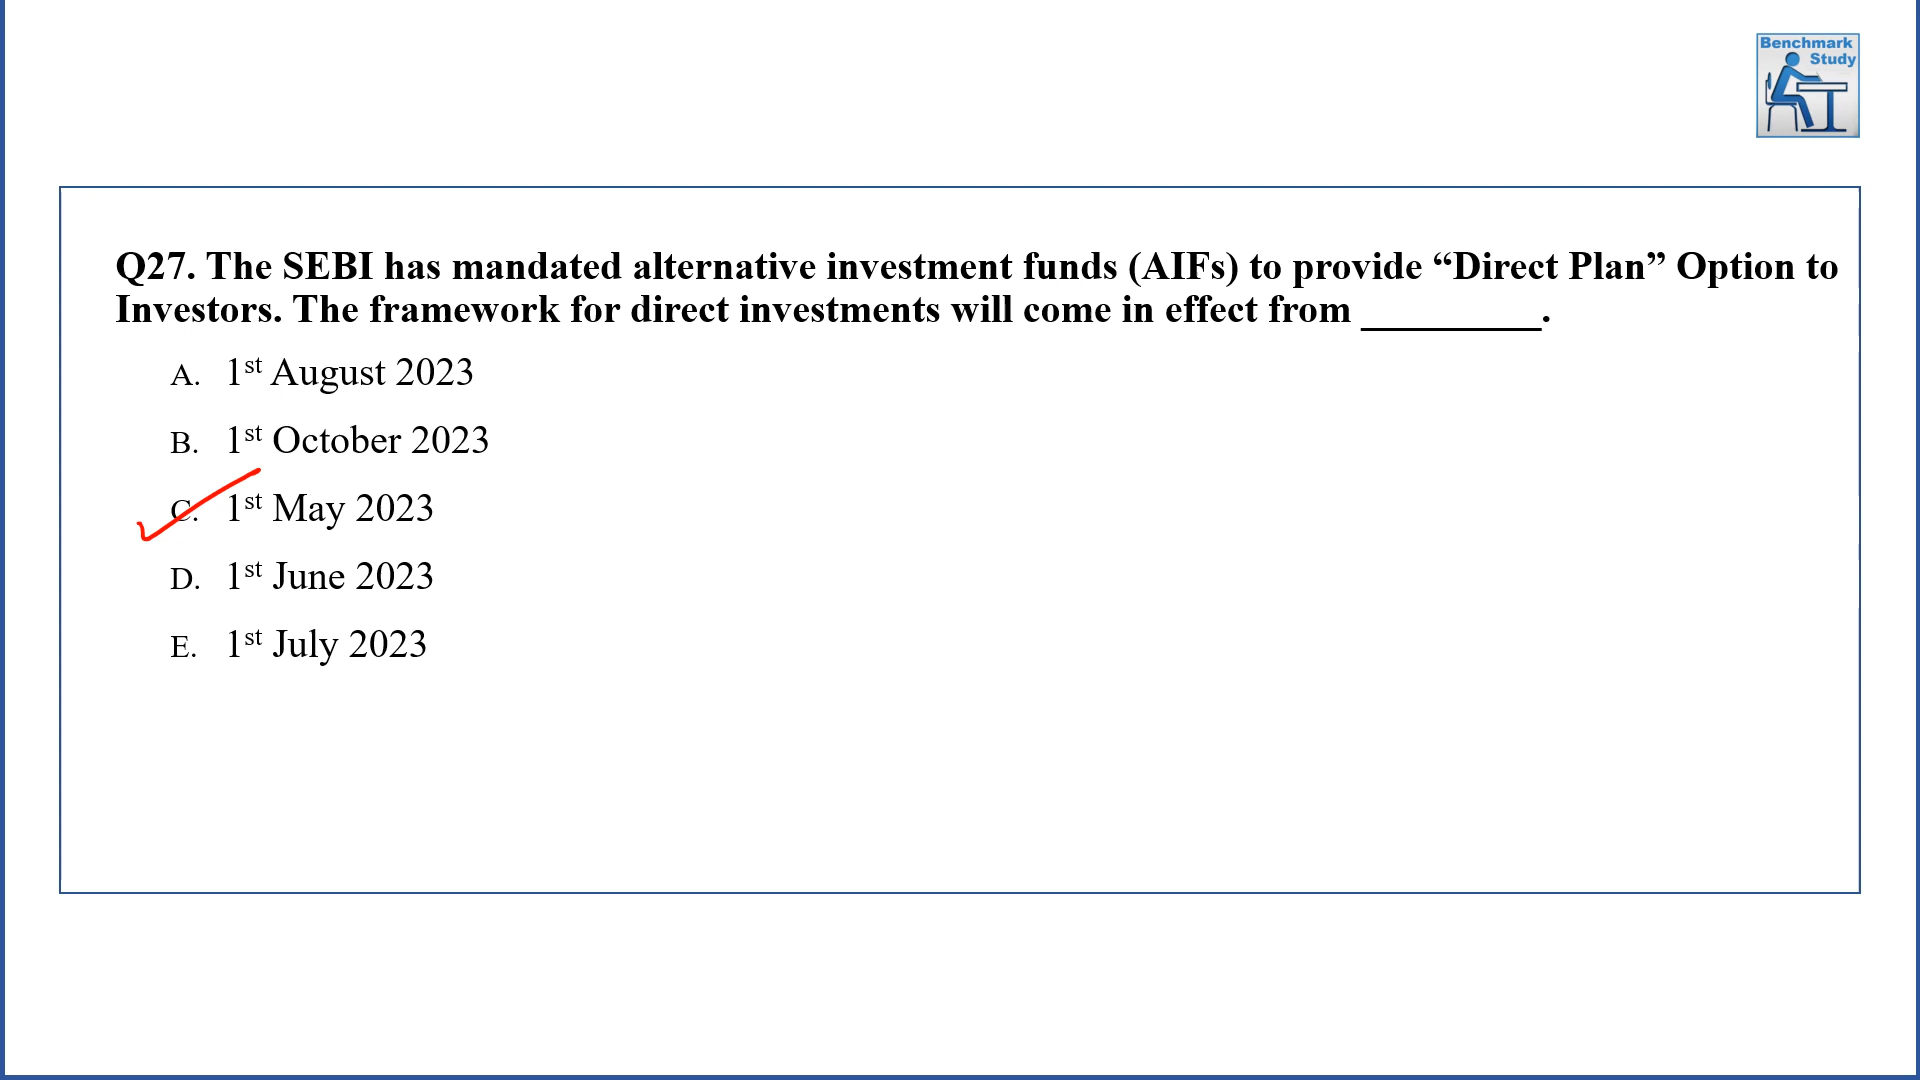 Benchmark
Study
Q27. The SEBI has mandated alternative investment funds (AIFs) to provide “Direct Plan” Option to
Investors. The framework for direct investments will come in effect from _________.
A. 1st August 2023
B. 1st October 2023
C. 1st May 2023
D. 1st June 2023
E. 1st July 2023